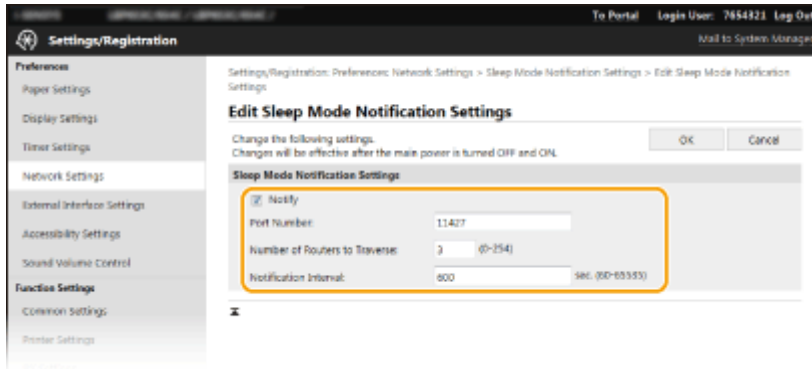 To Portal Login User: 7654321 Log Out
Settings/Registration
Mail to System Manager
Preferences
Paper Settings
Display Settings
Timer Settings
Network Settings
External Interface Settings
Accessibility Settings
Sound Volume Control
Function Settings
Common Settings
Printer Settings
Settings/Registration: Preferences: Network Settings > Sleep Mode Notification Settings > Edit Sleep Mode Notification
Settings
Edit Sleep Mode Notification Settings
Change the following settings.
Changes will be effective after the main power is turned OFF and ON.
OK Cancel
Sleep Mode Notification Settings
Notify
Port Number: 11427
Number of Routers to Traverse: 3 (0-254)
Notification Interval: 600 sec. (60-65535)